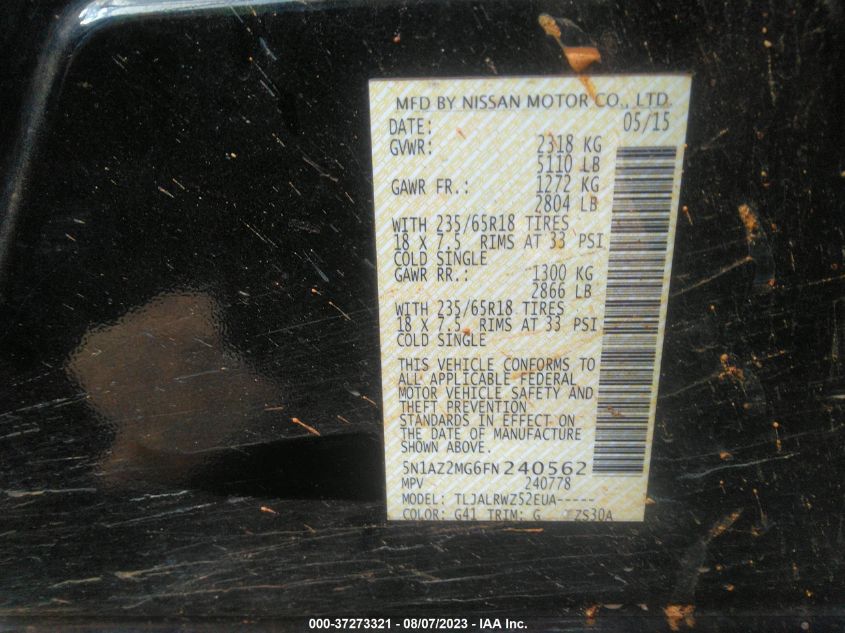 MFD BY NISSAN MOTOR CO., LTD.
DATE: 05/15
GVWR: 2318 KG
5110 LB
GAWR FR.: 1272 KG
2804 LB
WITH 235/65R18 TIRES
18 X 7.5 RIMS AT 33 PSI
COLD SINGLE
GAWR RR.: 1300 KG
2866 LB
WITH 235/65R18 TIRES
18 X 7.5 RIMS AT 33 PSI
COLD SINGLE
THIS VEHICLE CONFORMS TO
ALL APPLICABLE FEDERAL
MOTOR VEHICLE SAFETY AND
THEFT PREVENTION
STANDARDS IN EFFECT ON
THE DATE OF MANUFACTURE
SHOWN ABOVE.
5N1AZ2MG6FN240562
MPV 240778
MODEL: TLJALRWZ52EUA-----
COLOR: G41 TRIM: G ZS30A
000-37273321 - 08/07/2023 - IAA Inc.